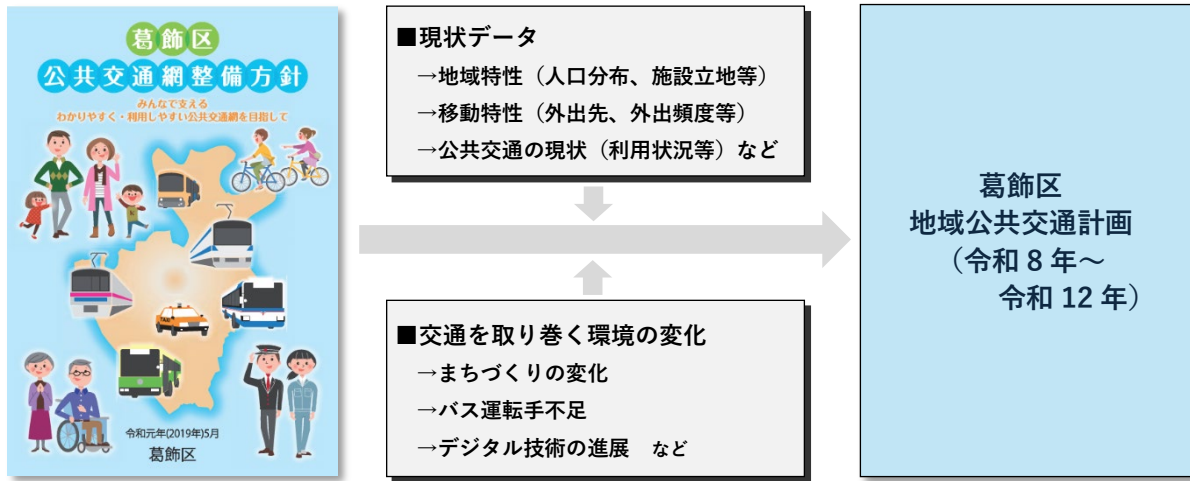 葛飾区
公共交通網整備方針
みんなで支える
わかりやすく・利用しやすい公共交通網を目指して
TAXI
令和元年(2019年)5月
葛飾区
■現状データ
→地域特性（人口分布、施設立地等）
→移動特性（外出先、外出頻度等）
→公共交通の現状（利用状況等）など
■交通を取り巻く環境の変化
→まちづくりの変化
→バス運転手不足
→デジタル技術の進展　など
葛飾区
地域公共交通計画
（令和８年～
令和 12 年）